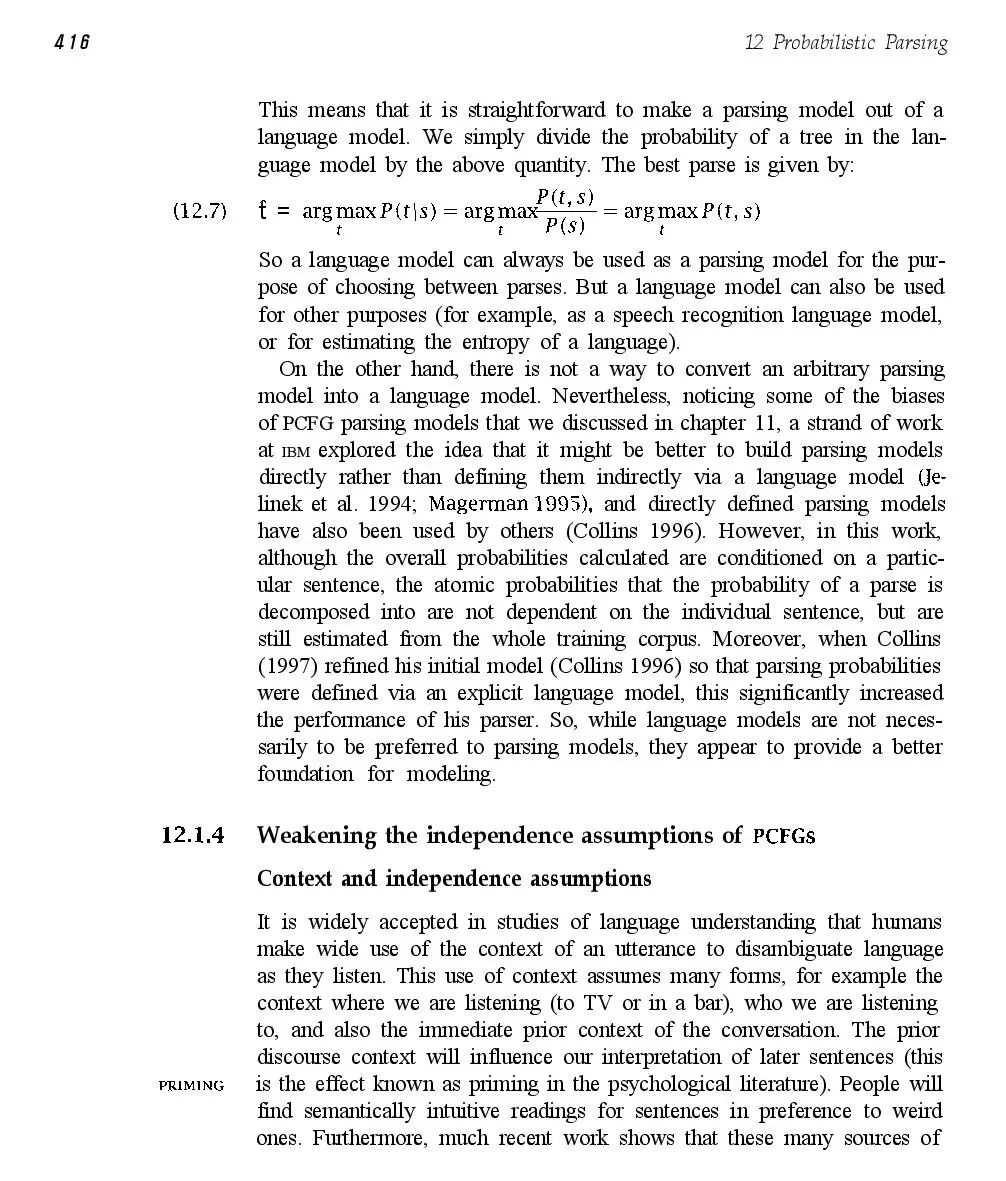 416
12 Probabilistic Parsing
This means that it is straightforward to make a parsing model out of a
language model. We simply divide the probability of a tree in the lan-
guage model by the above quantity. The best parse is given by:
(12.7) t̂ = arg max_t P(t|s) = arg max_t P(t, s) / P(s) = arg max_t P(t, s)
So a language model can always be used as a parsing model for the pur-
pose of choosing between parses. But a language model can also be used
for other purposes (for example, as a speech recognition language model,
or for estimating the entropy of a language).
On the other hand, there is not a way to convert an arbitrary parsing
model into a language model. Nevertheless, noticing some of the biases
of PCFG parsing models that we discussed in chapter 11, a strand of work
at IBM explored the idea that it might be better to build parsing models
directly rather than defining them indirectly via a language model (Je-
linek et al. 1994; Magerman 1995), and directly defined parsing models
have also been used by others (Collins 1996). However, in this work,
although the overall probabilities calculated are conditioned on a partic-
ular sentence, the atomic probabilities that the probability of a parse is
decomposed into are not dependent on the individual sentence, but are
still estimated from the whole training corpus. Moreover, when Collins
(1997) refined his initial model (Collins 1996) so that parsing probabilities
were defined via an explicit language model, this significantly increased
the performance of his parser. So, while language models are not neces-
sarily to be preferred to parsing models, they appear to provide a better
foundation for modeling.
12.1.4 Weakening the independence assumptions of PCFGs
Context and independence assumptions
It is widely accepted in studies of language understanding that humans
make wide use of the context of an utterance to disambiguate language
as they listen. This use of context assumes many forms, for example the
context where we are listening (to TV or in a bar), who we are listening
to, and also the immediate prior context of the conversation. The prior
discourse context will influence our interpretation of later sentences (this
PRIMING is the effect known as priming in the psychological literature). People will
find semantically intuitive readings for sentences in preference to weird
ones. Furthermore, much recent work shows that these many sources of